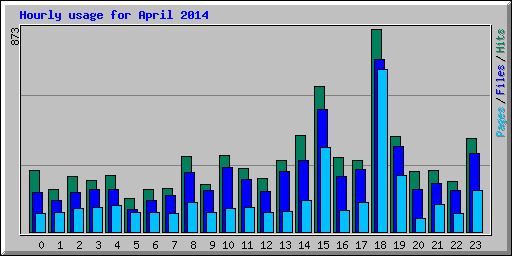 Hourly usage for April 2014
873
Pages / Files / Hits
0 1 2 3 4 5 6 7 8 9 10 11 12 13 14 15 16 17 18 19 20 21 22 23